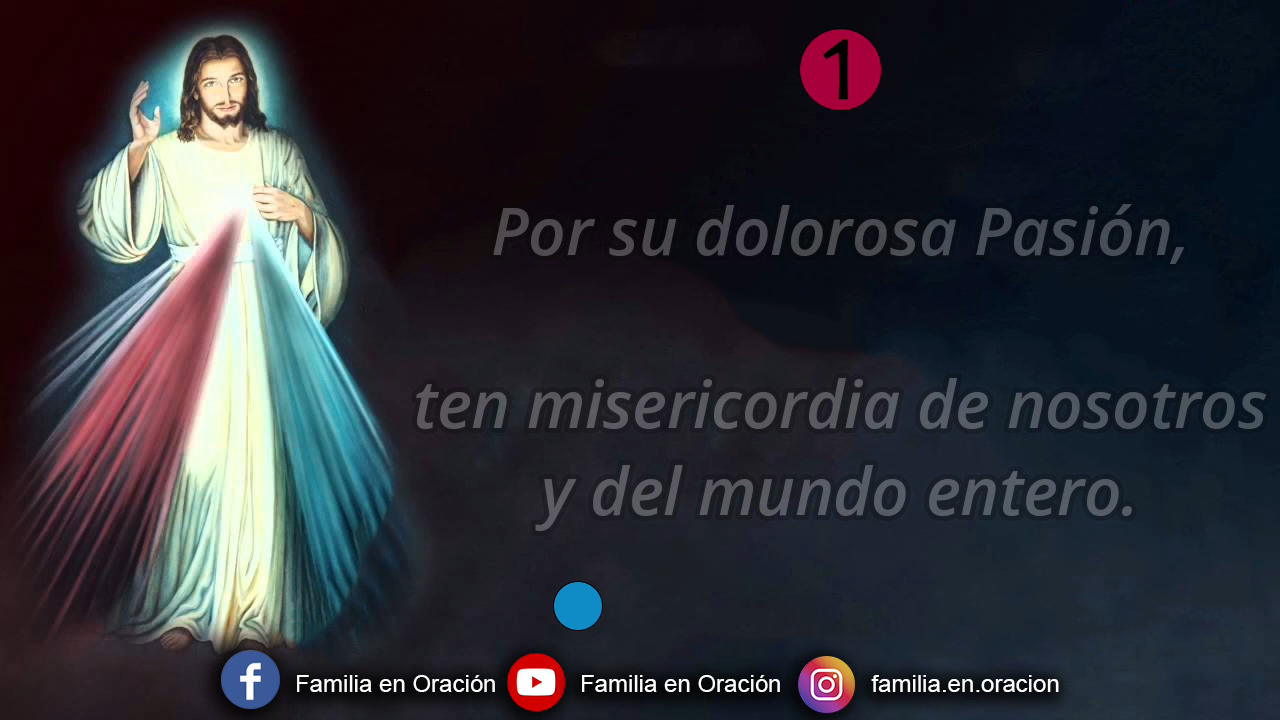 1
Por su dolorosa Pasión,
ten misericordia de nosotros
y del mundo entero.
Familia en Oración
Familia en Oración
familia.en.oracion